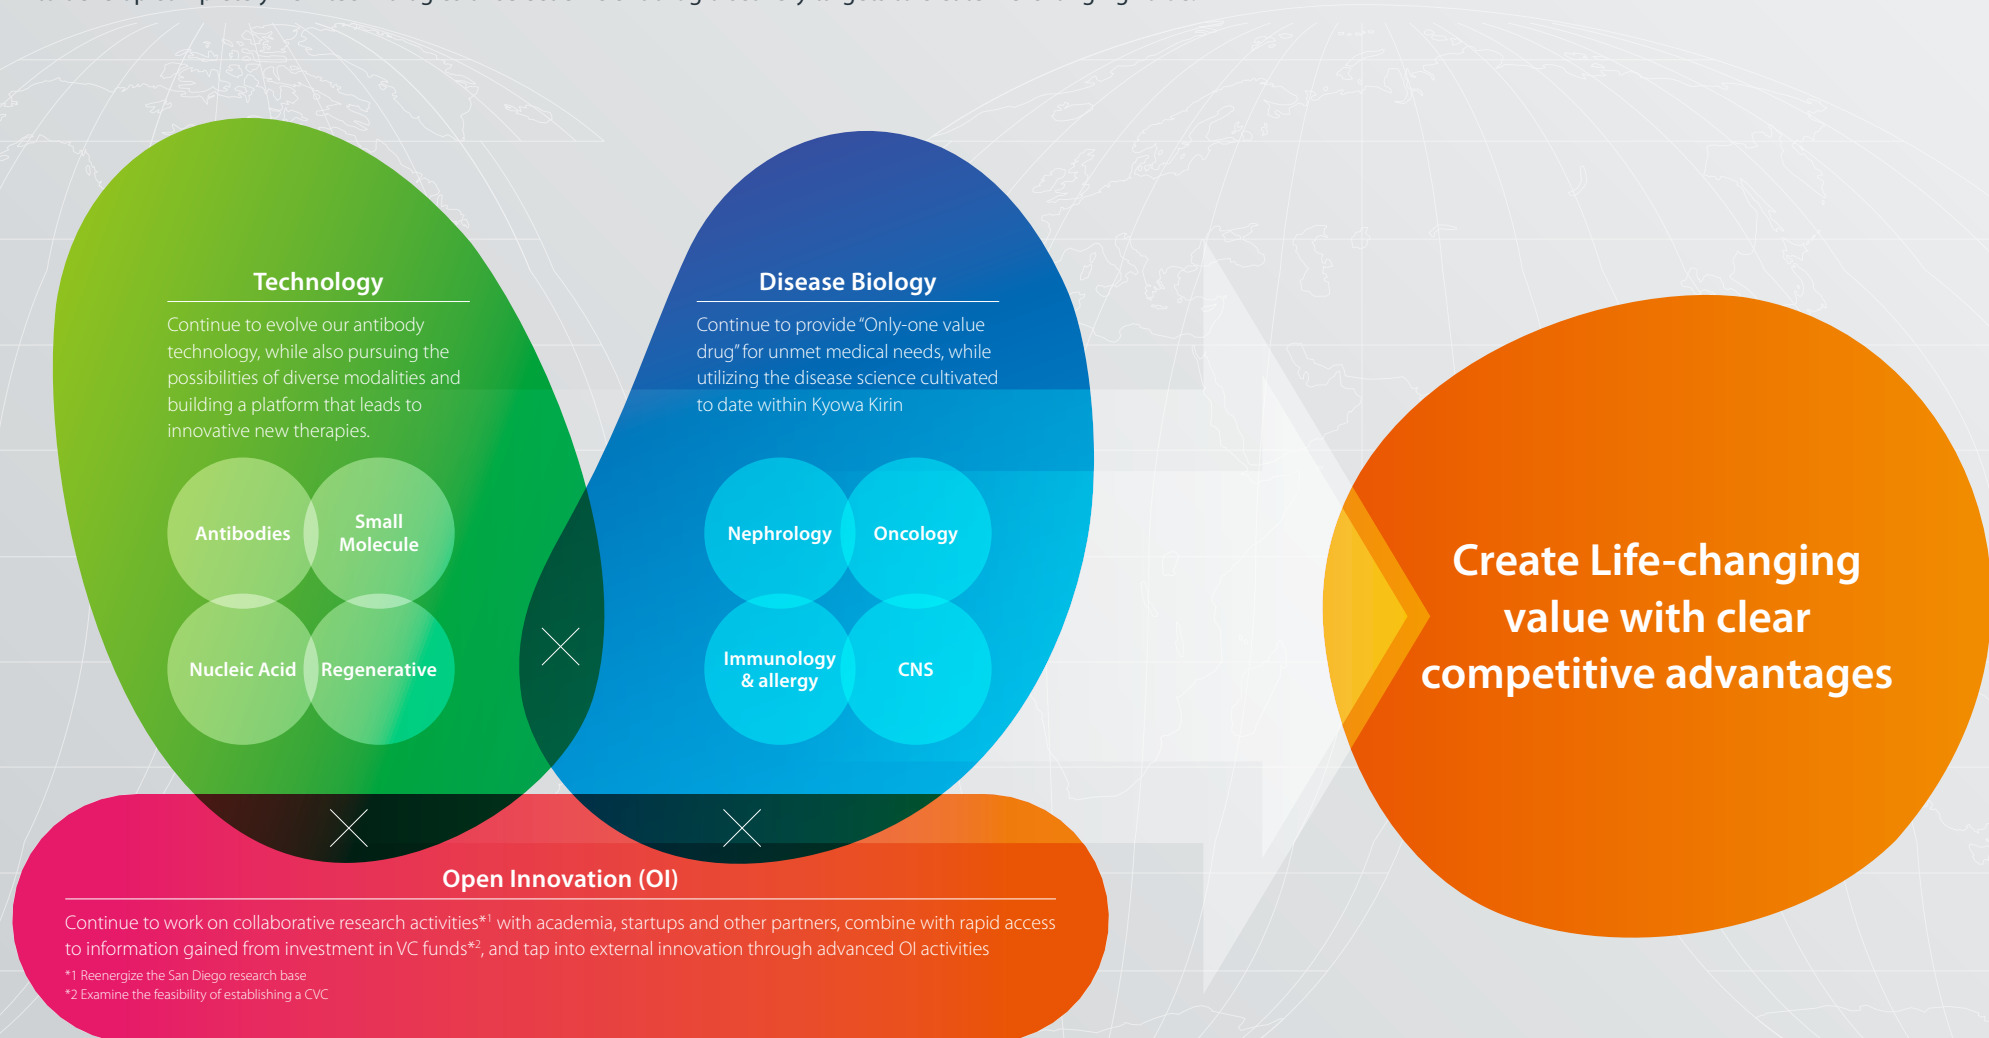 Technology
Continue to evolve our antibody
technology, while also pursuing the
possibilities of diverse modalities and
building a platform that leads to
innovative new therapies.
Antibodies
Small
Molecule
Nucleic Acid
Regenerative
Disease Biology
Continue to provide “Only-one value
drug” for unmet medical needs, while
utilizing the disease science cultivated
to date within Kyowa Kirin
Nephrology
Oncology
Immunology
& allergy
CNS
Open Innovation (OI)
Continue to work on collaborative research activities*1 with academia, startups and other partners, combine with rapid access
to information gained from investment in VC funds*2, and tap into external innovation through advanced OI activities
*1 Reenergize the San Diego research base
*2 Examine the feasibility of establishing a CVC
Create Life-changing
value with clear
competitive advantages